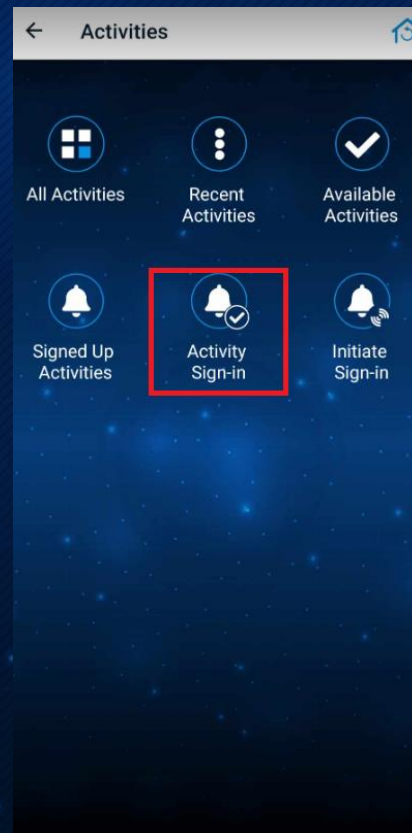 Activities
All Activities
Recent
Activities
Available
Activities
Signed Up
Activities
Activity
Sign-in
Initiate
Sign-in